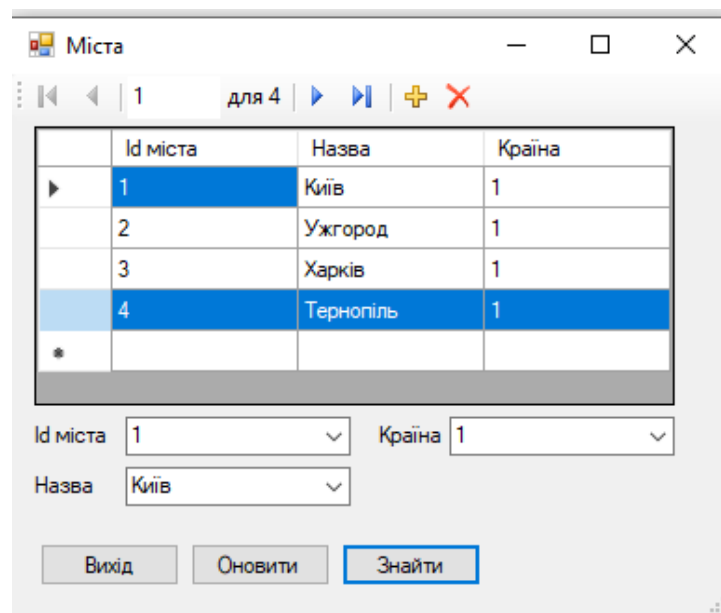 Міста
1 для 4
Id міста Назва Країна
1 Київ 1
2 Ужгород 1
3 Харків 1
4 Тернопіль 1
Id міста 1 Країна 1
Назва Київ
Вихід Оновити Знайти